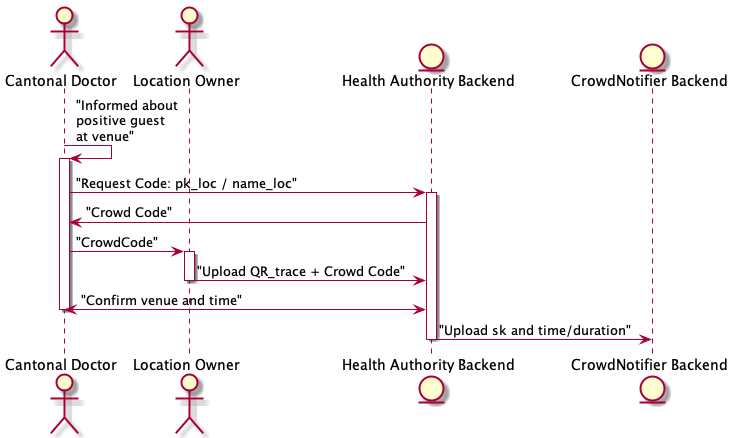 Cantonal Doctor
Location Owner
Health Authority Backend
CrowdNotifier Backend
"Informed about
positive guest
at venue"
"Request Code: pk_loc / name_loc"
"Crowd Code"
"CrowdCode"
"Upload QR_trace + Crowd Code"
"Confirm venue and time"
"Upload sk and time/duration"
Cantonal Doctor
Location Owner
Health Authority Backend
CrowdNotifier Backend